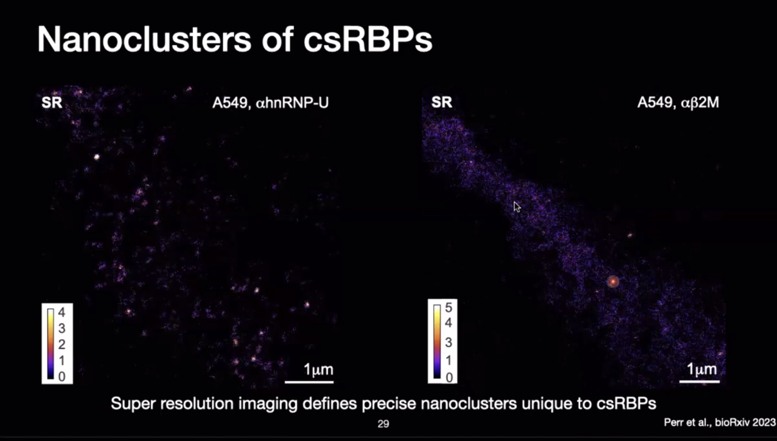 Nanoclusters of csRBPs
SR
A549, αhnRNP-U
SR
A549, αβ2M
4
3
2
1
0
1μm
5
4
3
2
1
0
1μm
Super resolution imaging defines precise nanoclusters unique to csRBPs
29
Perr et al., bioRxiv 2023